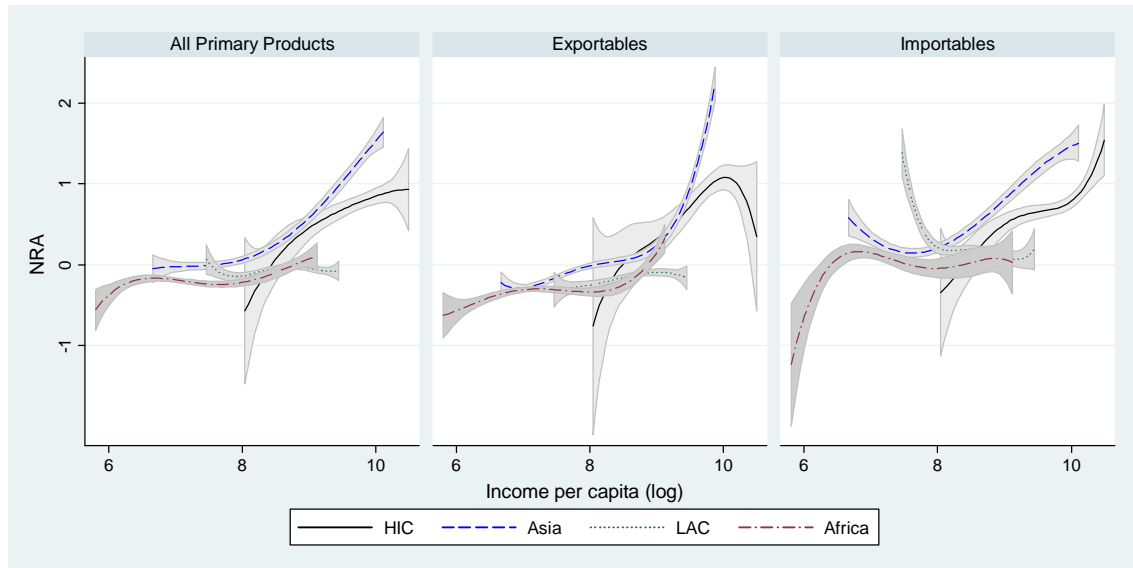 All Primary Products
Exportables
Importables
NRA
2
1
0
-1
6 8 10
6 8 10
6 8 10
Income per capita (log)
HIC Asia LAC Africa